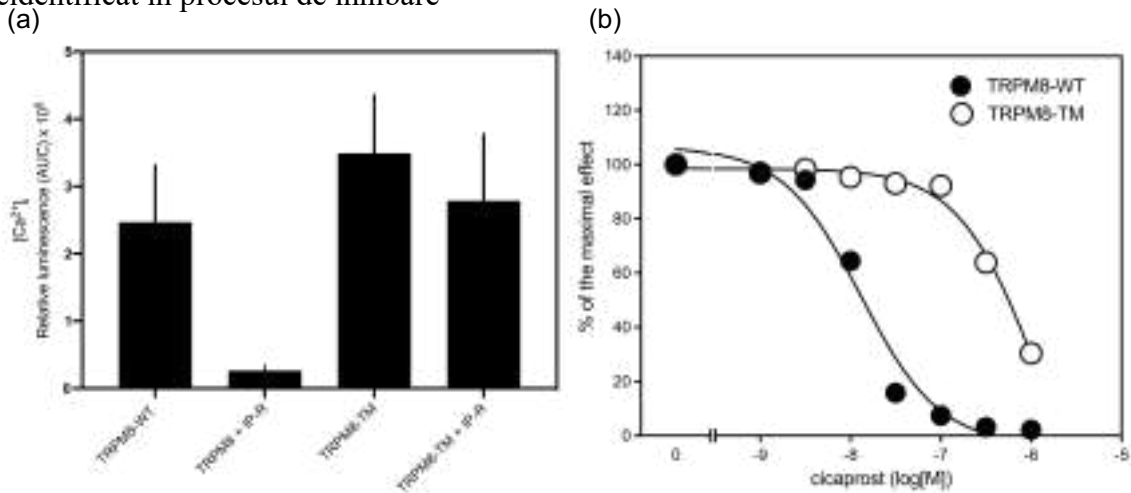 identificat în procesul de inhibare
(a)
(b)
5
4
3
2
1
0
[Ca2+]i
Relative luminescence (AUC) x 10⁶
TRPM8-WT
TRPM8 + IP-R
TRPM8-TM
TRPM8-TM + IP-R
140
120
100
80
60
40
20
0
% of the maximal effect
TRPM8-WT
TRPM8-TM
0
-9
-8
-7
-6
-5
cicaprost (log[M])